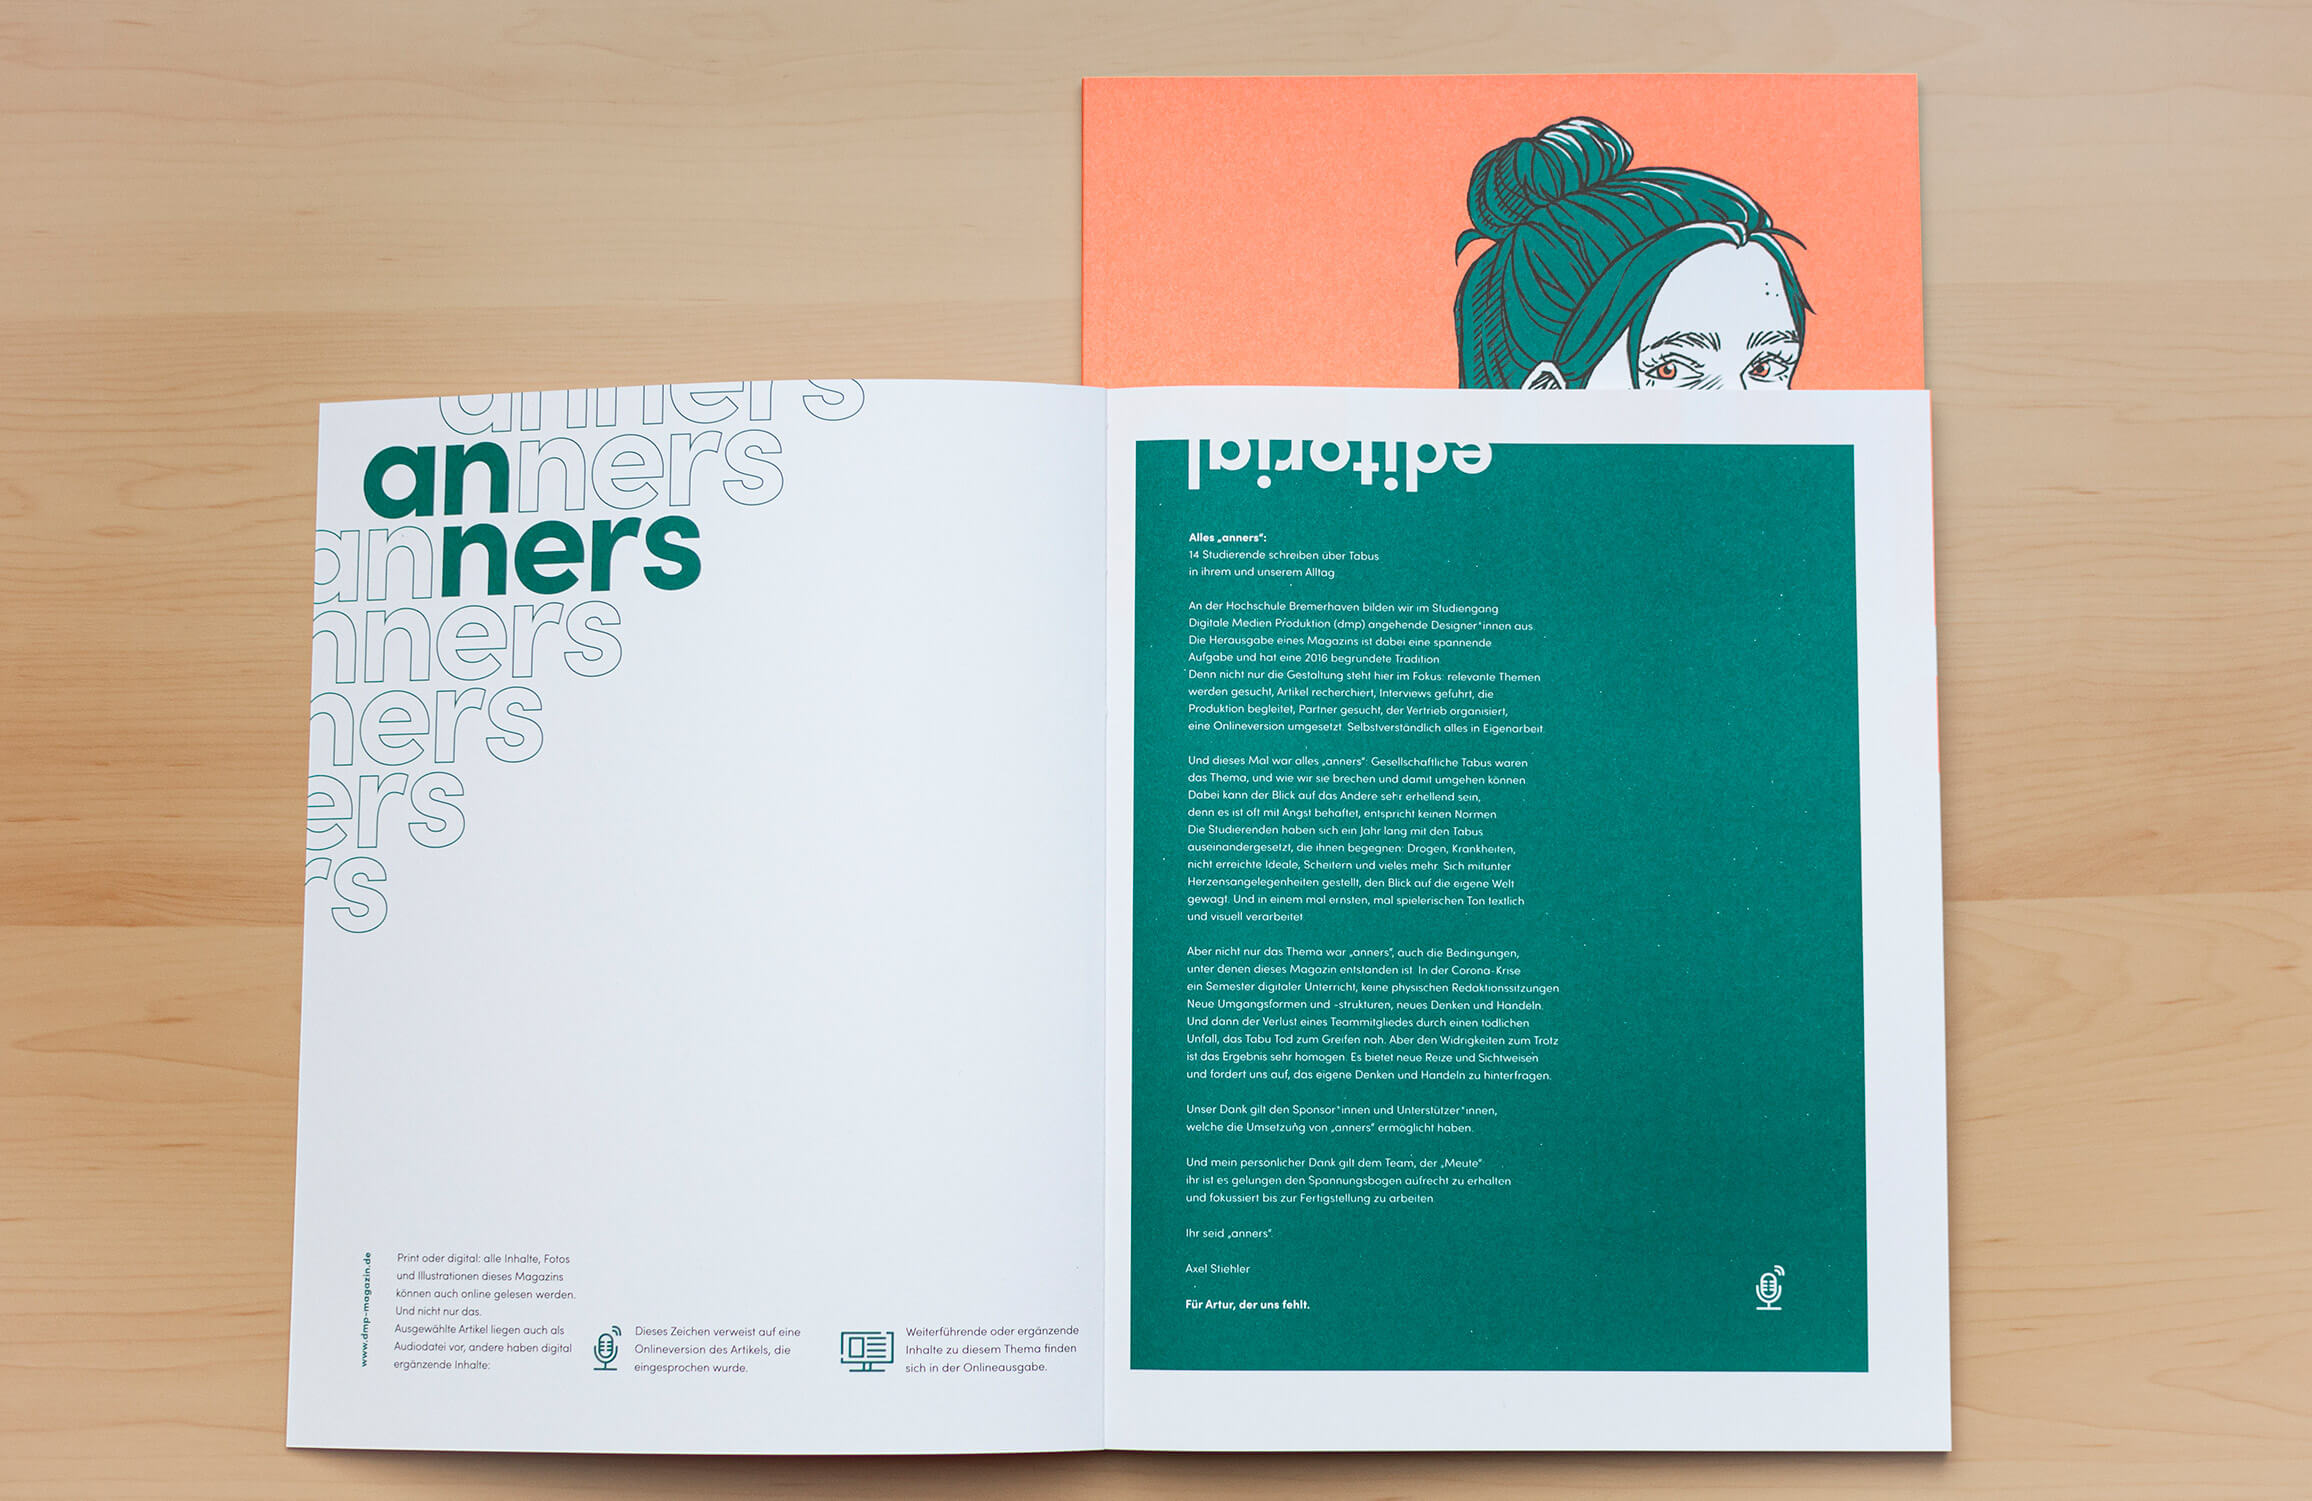 anners
anners
anners
nners
ners
ers
rs
www.dmp-magazin.de
Print oder digital: alle Inhalte, Fotos
und Illustrationen dieses Magazins
können auch online gelesen werden.
Und nicht nur das.
Ausgewählte Artikel liegen auch als
Audiodatei vor, andere haben digital
ergänzende Inhalte:
Dieses Zeichen verweist auf eine
Onlineversion des Artikels, die
eingesprochen wurde.
Weiterführende oder ergänzende
Inhalte zu diesem Thema finden
sich in der Onlineausgabe.
editorial
Alles „anners“:
14 Studierende schreiben über Tabus
in ihrem und unserem Alltag
An der Hochschule Bremerhaven bilden wir im Studiengang
Digitale Medien Produktion (dmp) angehende Designer*innen aus.
Die Herausgabe eines Magazins ist dabei eine spannende
Aufgabe und hat eine 2016 begründete Tradition.
Denn nicht nur die Gestaltung steht hier im Fokus: relevante Themen
werden gesucht, Artikel recherchiert, Interviews geführt, die
Produktion begleitet, Partner gesucht, der Vertrieb organisiert,
eine Onlineversion umgesetzt. Selbstverständlich alles in Eigenarbeit.
Und dieses Mal war alles „anners“: Gesellschaftliche Tabus waren
das Thema, und wie wir sie brechen und damit umgehen können.
Dabei kann der Blick auf das Andere sehr erhellend sein,
denn es ist oft mit Angst behaftet, entspricht keinen Normen.
Die Studierenden haben sich ein Jahr lang mit den Tabus
auseinandergesetzt, die ihnen begegnen: Drogen, Krankheiten,
nicht erreichte Ideale, Scheitern und vieles mehr. Sich mitunter
Herzensangelegenheiten gestellt, den Blick auf die eigene Welt
gewagt. Und in einem mal ernsten, mal spielerischen Ton textlich
und visuell verarbeitet.
Aber nicht nur das Thema war „anners“, auch die Bedingungen,
unter denen dieses Magazin entstanden ist. In der Corona-Krise
ein Semester digitaler Unterricht, keine physischen Redaktionssitzungen.
Neue Umgangsformen und -strukturen, neues Denken und Handeln.
Und dann der Verlust eines Teammitgliedes durch einen tödlichen
Unfall, das Tabu Tod zum Greifen nah. Aber den Widrigkeiten zum Trotz
ist das Ergebnis sehr homogen. Es bietet neue Reize und Sichtweisen
und fordert uns auf, das eigene Denken und Handeln zu hinterfragen.
Unser Dank gilt den Sponsor*innen und Unterstützer*innen,
welche die Umsetzung von „anners“ ermöglicht haben.
Und mein persönlicher Dank gilt dem Team, der „Meute“
ihr ist es gelungen den Spannungsbogen aufrecht zu erhalten
und fokussiert bis zur Fertigstellung zu arbeiten.
Ihr seid „anners“.
Axel Stiehler
Für Artur, der uns fehlt.